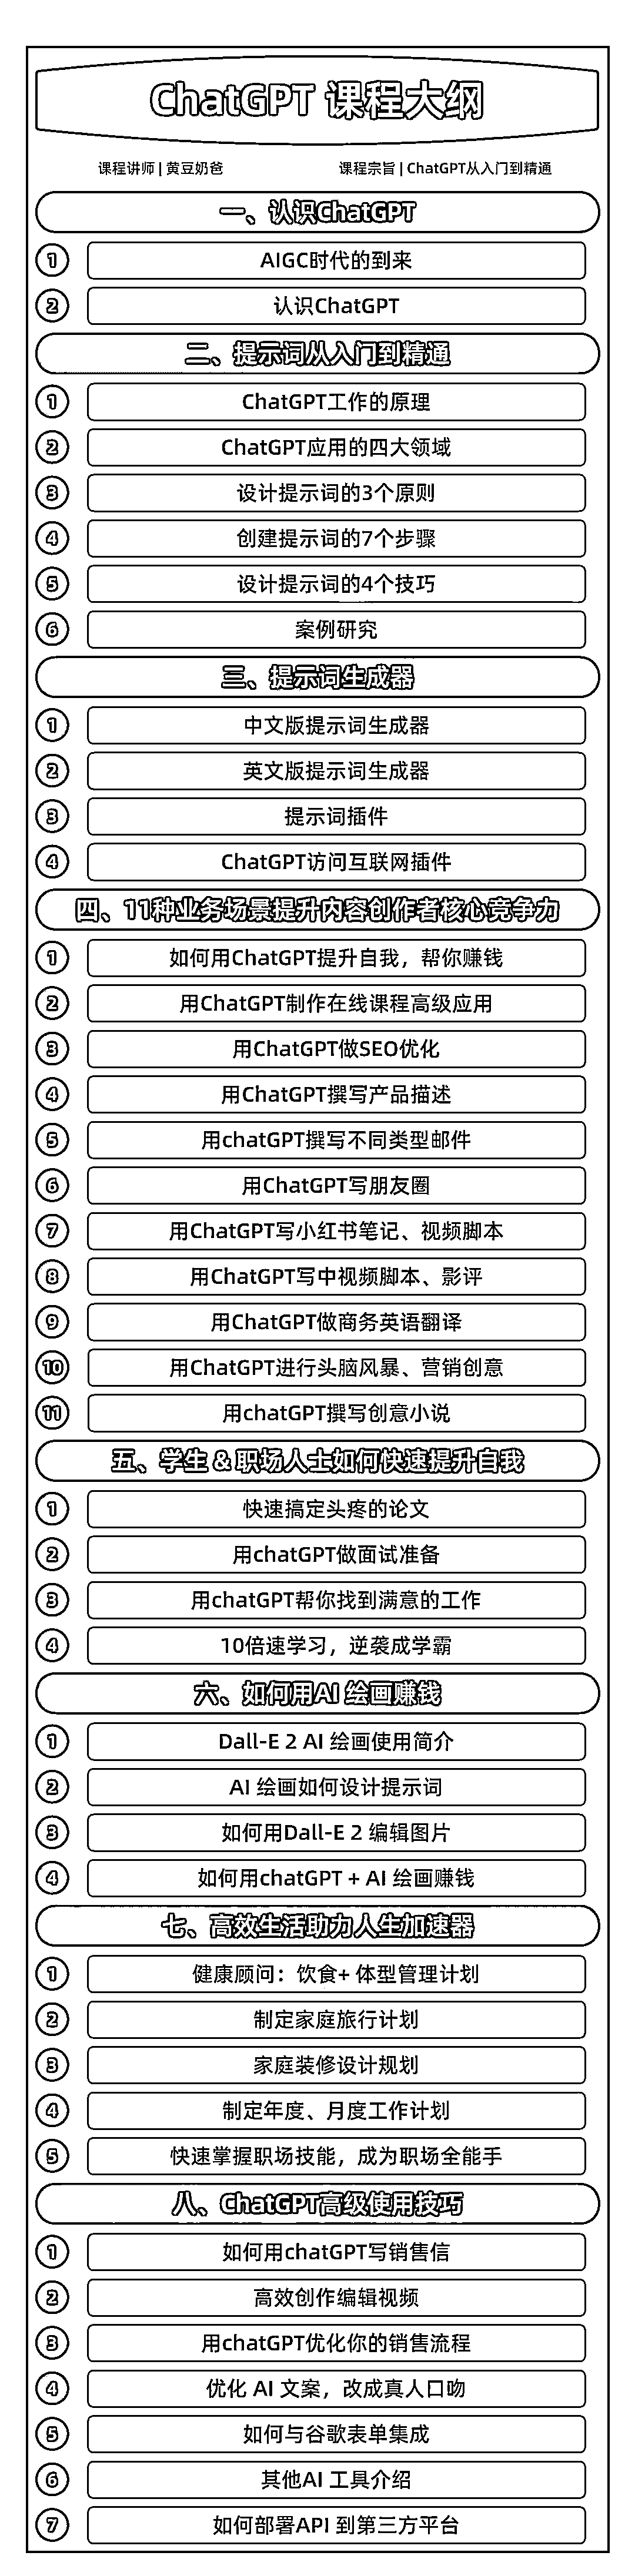 ChatGPT 课程大纲
课程讲师 | 黄豆奶爸 课程宗旨 | ChatGPT从入门到精通
一、认识ChatGPT
1 AIGC时代的到来
2 认识ChatGPT
二、提示词从入门到精通
1 ChatGPT工作的原理
2 ChatGPT应用的四大领域
3 设计提示词的3个原则
4 创建提示词的7个步骤
5 设计提示词的4个技巧
6 案例研究
三、提示词生成器
1 中文版提示词生成器
2 英文版提示词生成器
3 提示词插件
4 ChatGPT访问互联网插件
四、11种业务场景提升内容创作者核心竞争力
1 如何用ChatGPT提升自我，帮你赚钱
2 用ChatGPT制作在线课程高级应用
3 用ChatGPT做SEO优化
4 用ChatGPT撰写产品描述
5 用chatGPT撰写不同类型邮件
6 用ChatGPT写朋友圈
7 用ChatGPT写小红书笔记、视频脚本
8 用ChatGPT写中视频脚本、影评
9 用ChatGPT做商务英语翻译
10 用ChatGPT进行头脑风暴、营销创意
11 用chatGPT撰写创意小说
五、学生 & 职场人士如何快速提升自我
1 快速搞定头疼的论文
2 用chatGPT做面试准备
3 用chatGPT帮你找到满意的工作
4 10倍速学习，逆袭成学霸
六、如何用AI 绘画赚钱
1 Dall-E 2 AI 绘画使用简介
2 AI 绘画如何设计提示词
3 如何用Dall-E 2 编辑图片
4 如何用chatGPT + AI 绘画赚钱
七、高效生活助力人生加速器
1 健康顾问：饮食+ 体型管理计划
2 制定家庭旅行计划
3 家庭装修设计规划
4 制定年度、月度工作计划
5 快速掌握职场技能，成为职场全能手
八、ChatGPT高级使用技巧
1 如何用chatGPT写销售信
2 高效创作编辑视频
3 用chatGPT优化你的销售流程
4 优化 AI 文案，改成真人口吻
5 如何与谷歌表单集成
6 其他AI 工具介绍
7 如何部署API 到第三方平台